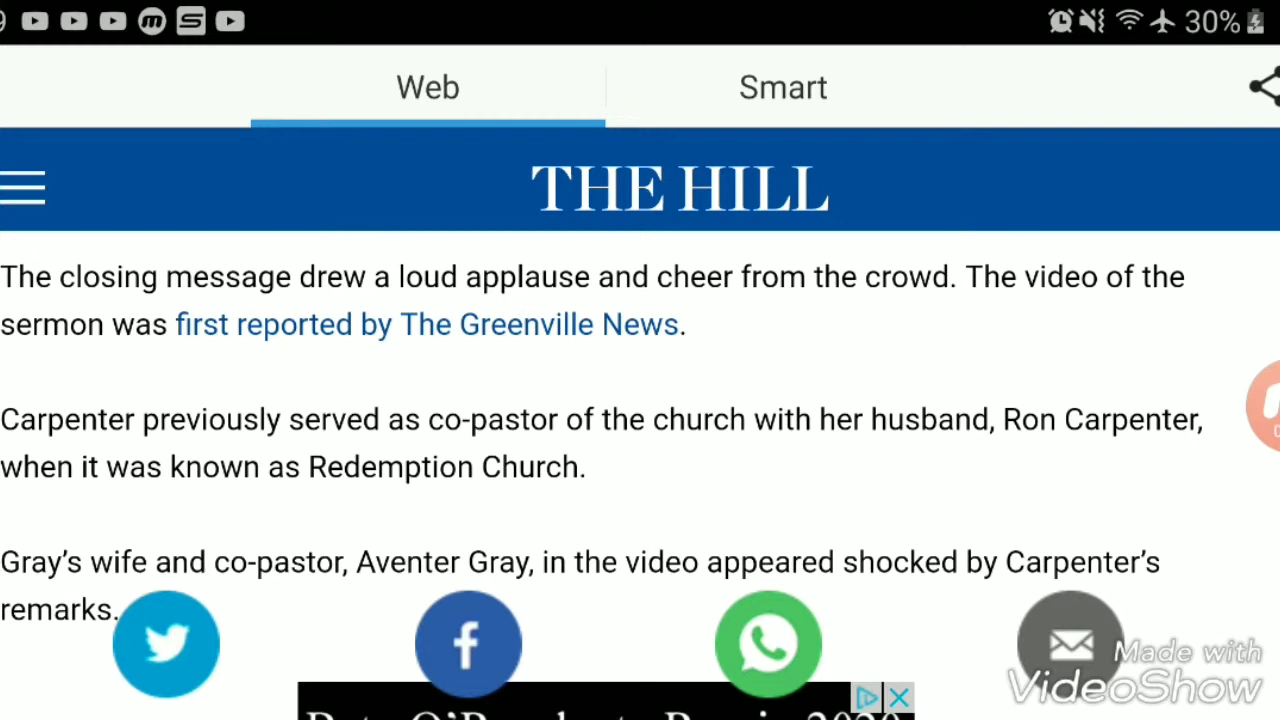 30%
Web Smart
THE HILL
The closing message drew a loud applause and cheer from the crowd. The video of the
sermon was first reported by The Greenville News.
Carpenter previously served as co-pastor of the church with her husband, Ron Carpenter,
when it was known as Redemption Church.
Gray’s wife and co-pastor, Aventer Gray, in the video appeared shocked by Carpenter’s
remarks.
Made with
VideoShow